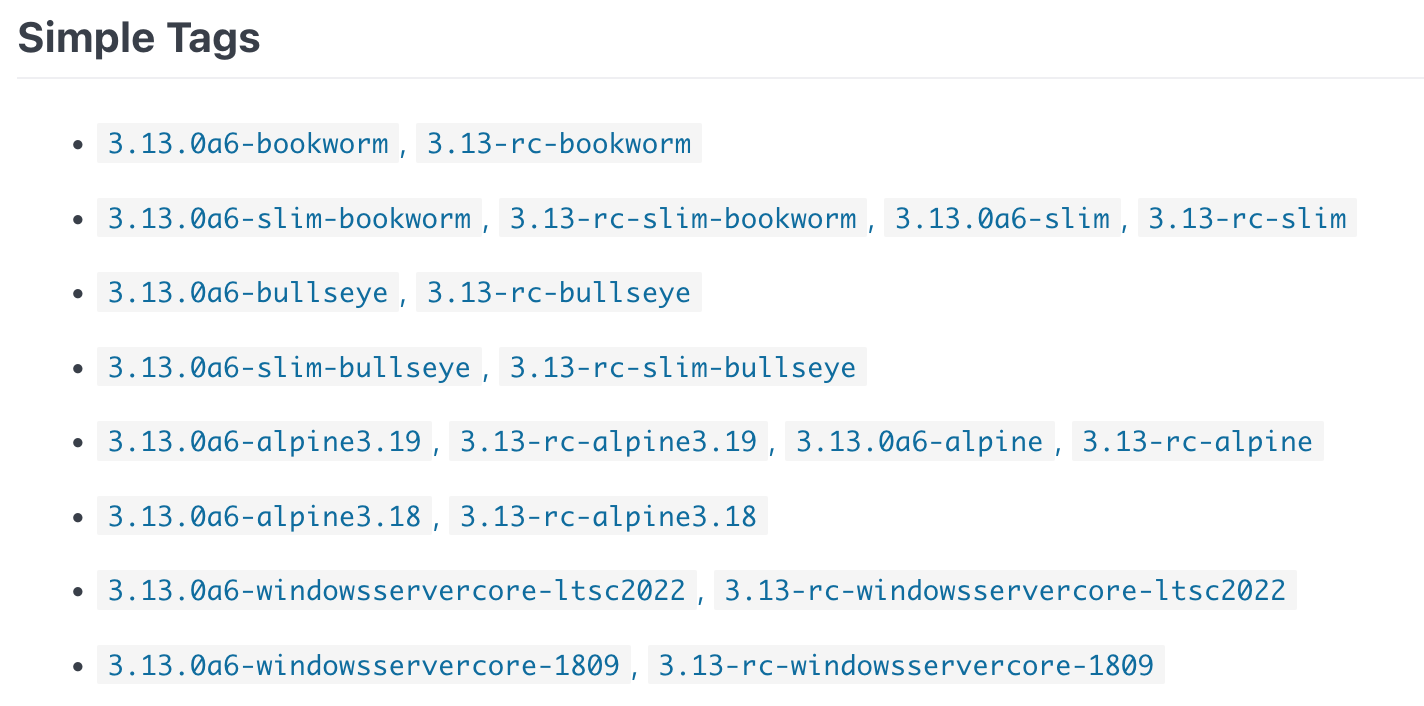 Simple Tags
• 3.13.0a6-bookworm, 3.13-rc-bookworm
• 3.13.0a6-slim-bookworm, 3.13-rc-slim-bookworm, 3.13.0a6-slim, 3.13-rc-slim
• 3.13.0a6-bullseye, 3.13-rc-bullseye
• 3.13.0a6-slim-bullseye, 3.13-rc-slim-bullseye
• 3.13.0a6-alpine3.19, 3.13-rc-alpine3.19, 3.13.0a6-alpine, 3.13-rc-alpine
• 3.13.0a6-alpine3.18, 3.13-rc-alpine3.18
• 3.13.0a6-windowsservercore-ltsc2022, 3.13-rc-windowsservercore-ltsc2022
• 3.13.0a6-windowsservercore-1809, 3.13-rc-windowsservercore-1809